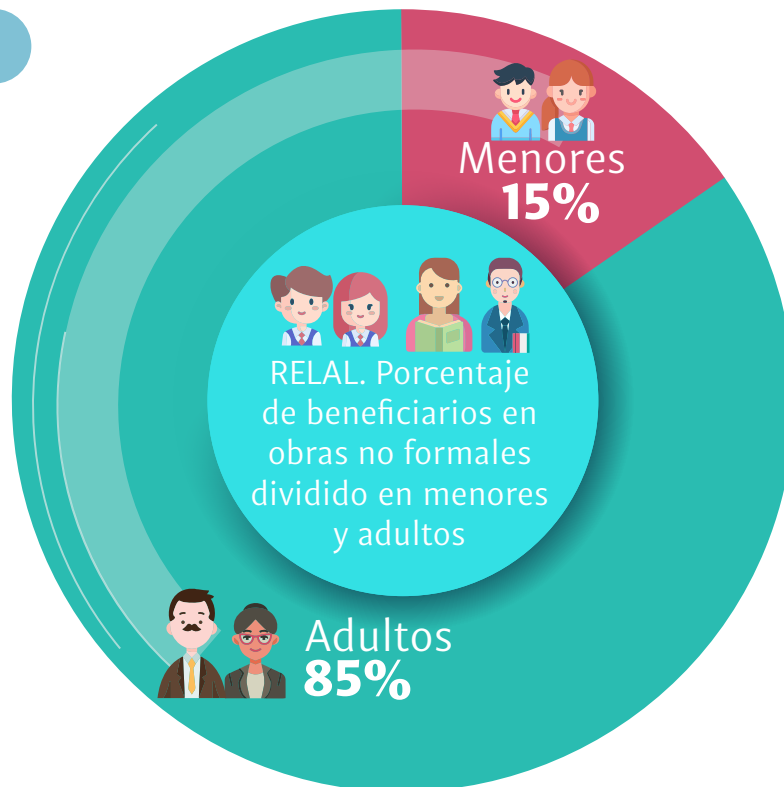 Menores
15%
RELAL. Porcentaje
de beneficiarios en
obras no formales
dividido en menores
y adultos
Adultos
85%